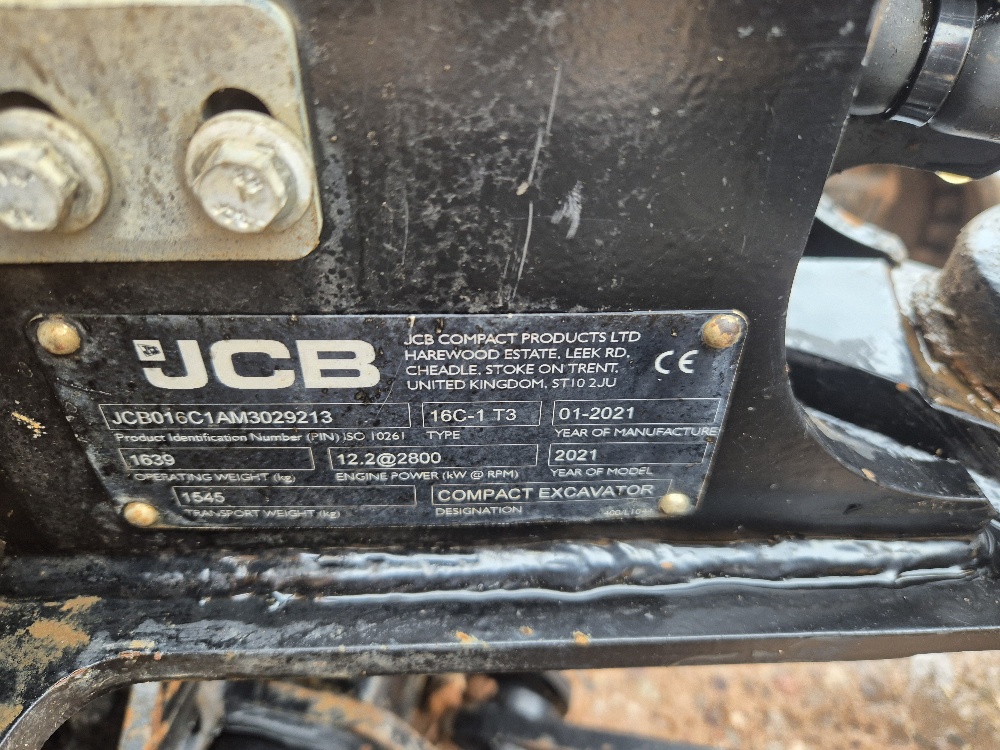 JCB
JCB COMPACT PRODUCTS LTD
HAREWOOD ESTATE, LEEK RD,
CHEADLE, STOKE ON TRENT,
UNITED KINGDOM, ST10 2JU
CE
JCB016C1AM3029213
16C-1 T3
01-2021
Product Identification Number (PIN) ISO 10261
TYPE
YEAR OF MANUFACTURE
1639
12.2@2800
2021
OPERATING WEIGHT (kg)
ENGINE POWER (kW @ RPM)
YEAR OF MODEL
1545
COMPACT EXCAVATOR
TRANSPORT WEIGHT (kg)
DESIGNATION